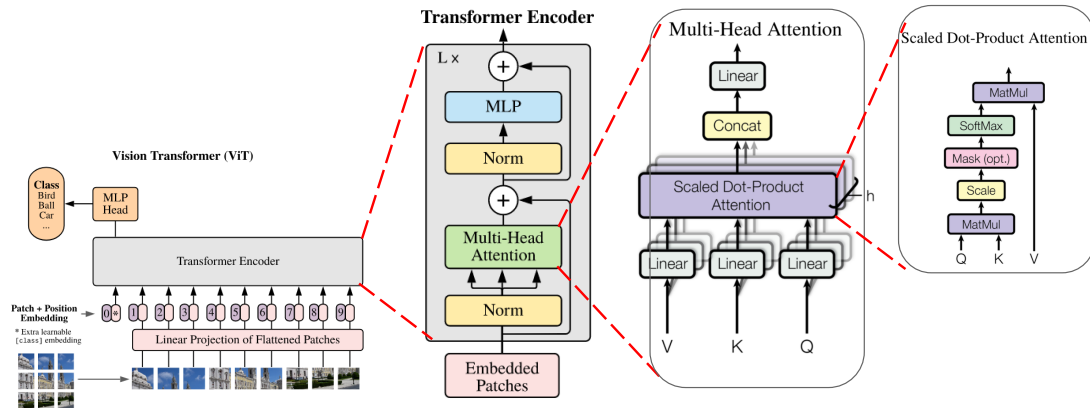 Vision Transformer (ViT)
Class
Bird
Ball
Car
...
MLP
Head
Transformer Encoder
Patch + Position
Embedding
0 * 1 2 3 4 5 6 7 8 9
* Extra learnable
[class] embedding
Linear Projection of Flattened Patches
Transformer Encoder
L ×
+
MLP
Norm
+
Multi-Head
Attention
Norm
Embedded
Patches
Multi-Head Attention
Linear
Concat
Scaled Dot-Product
Attention
h
Linear Linear Linear
V K Q
Scaled Dot-Product Attention
MatMul
SoftMax
Mask (opt.)
Scale
MatMul
Q K V